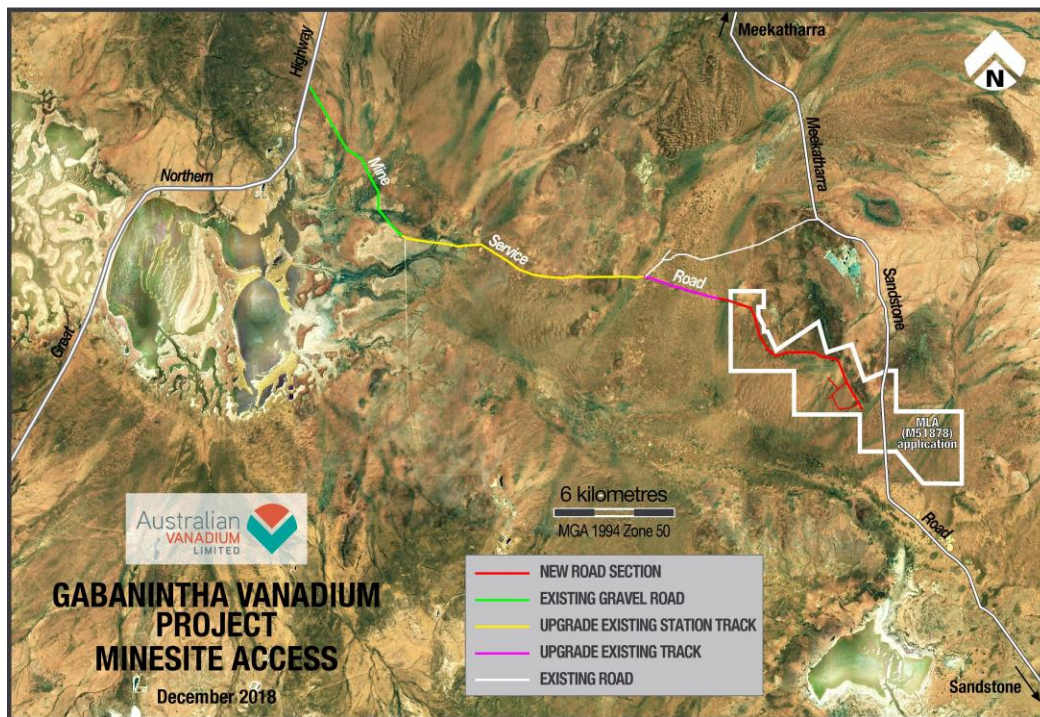 Meekatharra
N
Highway
Meekatharra
Northern
Mine
Service
Road
Sandstone
Great
MLA
(M51878)
application
6 kilometres
MGA 1994 Zone 50
Road
Australian
VANADIUM
LIMITED
GABANINTHA VANADIUM
PROJECT
MINESITE ACCESS
December 2018
NEW ROAD SECTION
EXISTING GRAVEL ROAD
UPGRADE EXISTING STATION TRACK
UPGRADE EXISTING TRACK
EXISTING ROAD
Sandstone